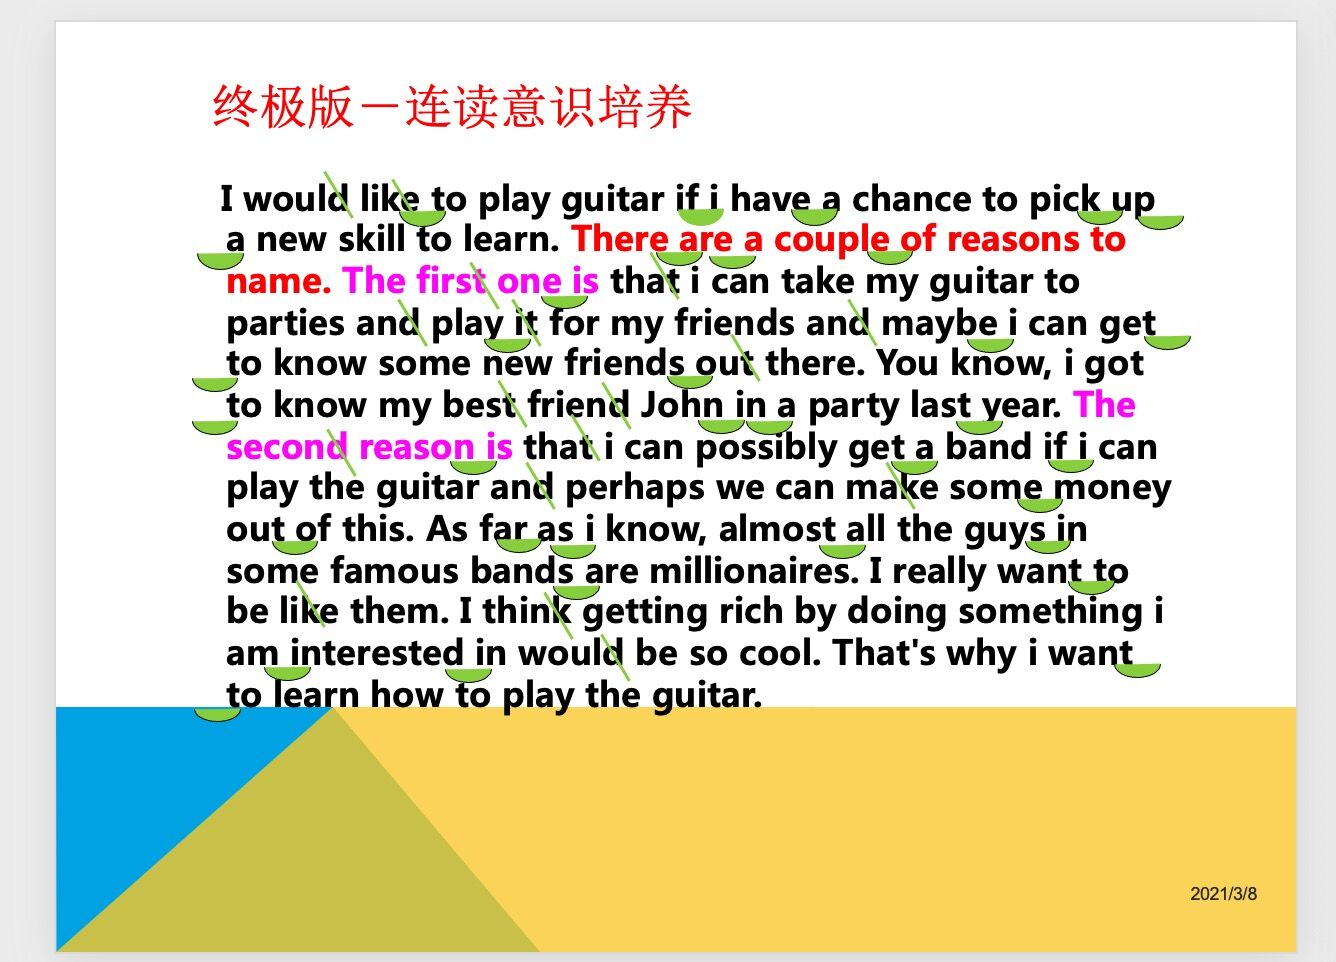 终极版－连读意识培养
I would like to play guitar if i have a chance to pick up
a new skill to learn. There are a couple of reasons to
name. The first one is that i can take my guitar to
parties and play it for my friends and maybe i can get
to know some new friends out there. You know, i got
to know my best friend John in a party last year. The
second reason is that i can possibly get a band if i can
play the guitar and perhaps we can make some money
out of this. As far as i know, almost all the guys in
some famous bands are millionaires. I really want to
be like them. I think getting rich by doing something i
am interested in would be so cool. That's why i want
to learn how to play the guitar.
2021/3/8